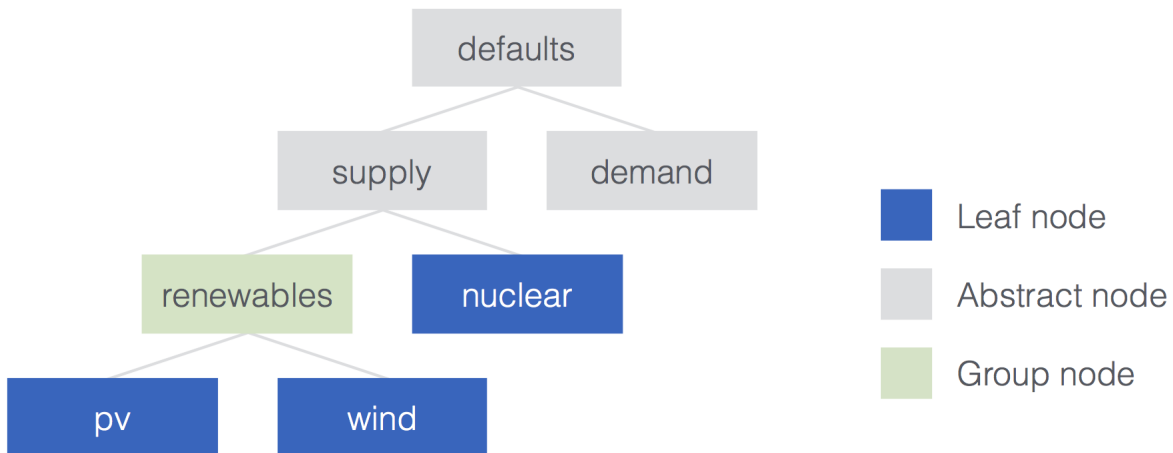 defaults
supply
demand
renewables
nuclear
pv
wind
Leaf node
Abstract node
Group node